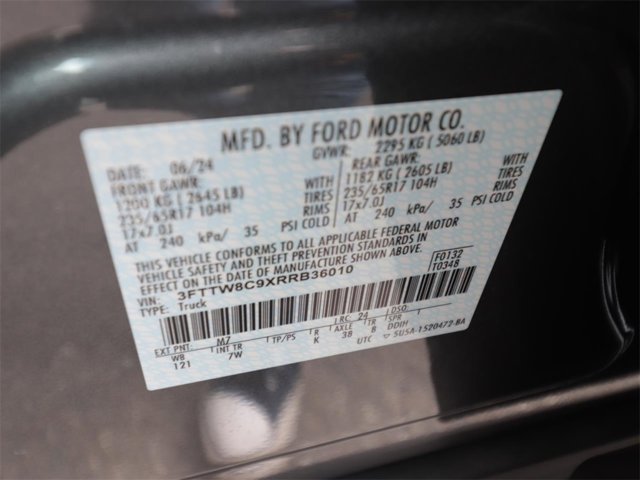 MFD. BY FORD MOTOR CO.
DATE: 06/24 GVWR: 2295 KG ( 5060 LB)
FRONT GAWR: REAR GAWR:
1200 KG ( 2645 LB) WITH 1182 KG ( 2605 LB) WITH
235/65R17 104H TIRES 235/65R17 104H TIRES
17x7.0J RIMS 17x7.0J RIMS
AT 240 kPa/ 35 PSI COLD AT 240 kPa/ 35 PSI COLD
THIS VEHICLE CONFORMS TO ALL APPLICABLE FEDERAL MOTOR
VEHICLE SAFETY AND THEFT PREVENTION STANDARDS IN
EFFECT ON THE DATE OF MANUFACTURE SHOWN ABOVE.
VIN: 3FTTW8C9XRRB36010 F0132
TYPE: Truck T0348
EXT PNT: M7 RC: 24 DSO:
WB INT TR TP/PS R AXLE TR SPR
121 7W K 38 B DDIH
UTC 5U5A-1520472-BA